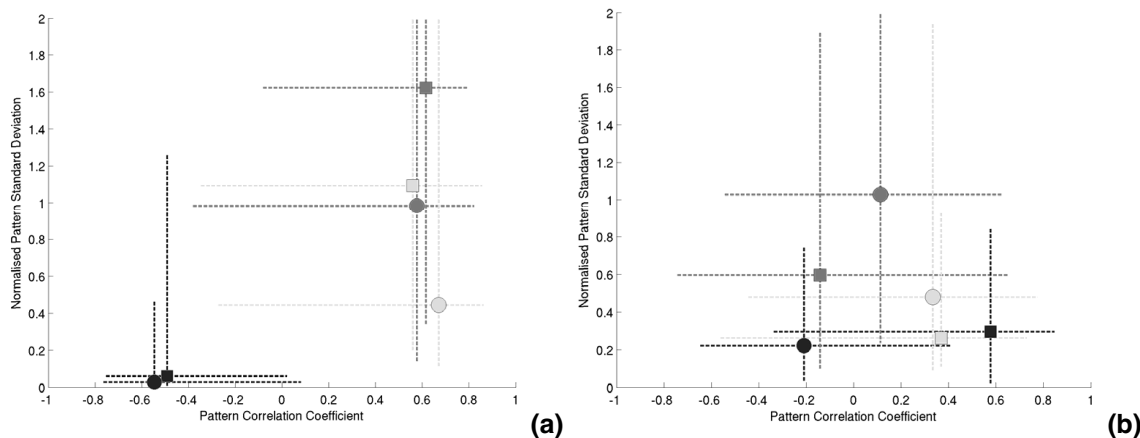 2
1.8
1.6
1.4
1.2
1
0.8
0.6
0.4
0.2
0
Normalised Pattern Standard Deviation
-1 -0.8 -0.6 -0.4 -0.2 0 0.2 0.4 0.6 0.8 1
Pattern Correlation Coefficient
(a)
2
1.8
1.6
1.4
1.2
1
0.8
0.6
0.4
0.2
0
Normalised Pattern Standard Deviation
-1 -0.8 -0.6 -0.4 -0.2 0 0.2 0.4 0.6 0.8 1
Pattern Correlation Coefficient
(b)